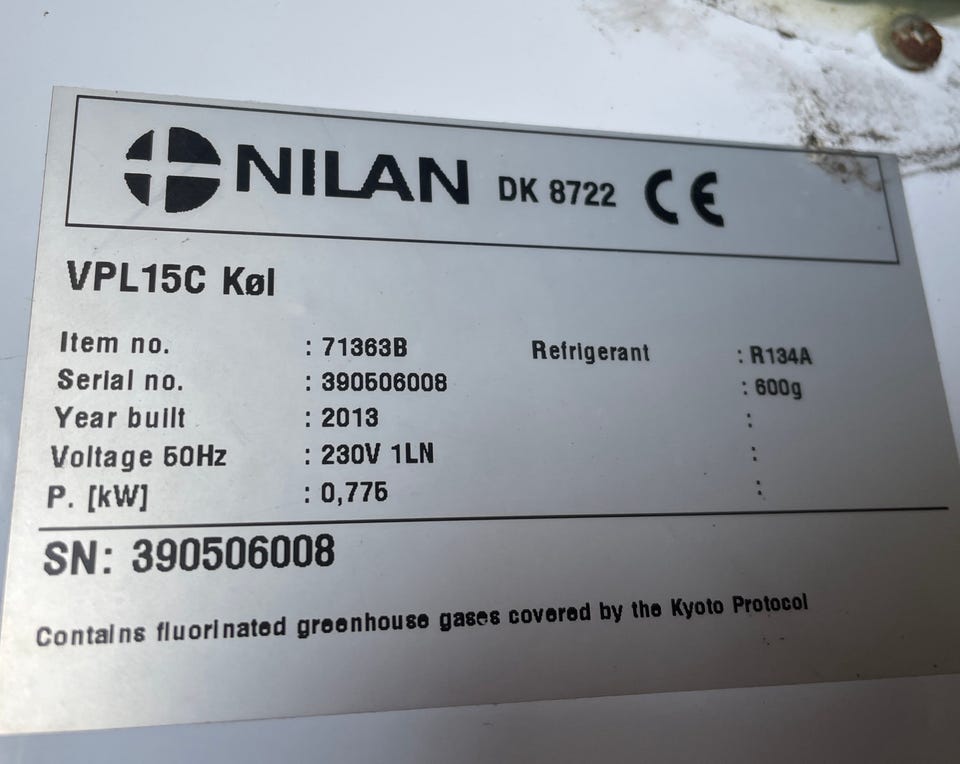 NILAN DK 8722 CE
VPL15C Køl
Item no. : 71363B Refrigerant : R134A
Serial no. : 390506008 : 600g
Year built : 2013 :
Voltage 50Hz : 230V 1LN :
P. [kW] : 0,775 :
SN: 390506008
Contains fluorinated greenhouse gases covered by the Kyoto Protocol